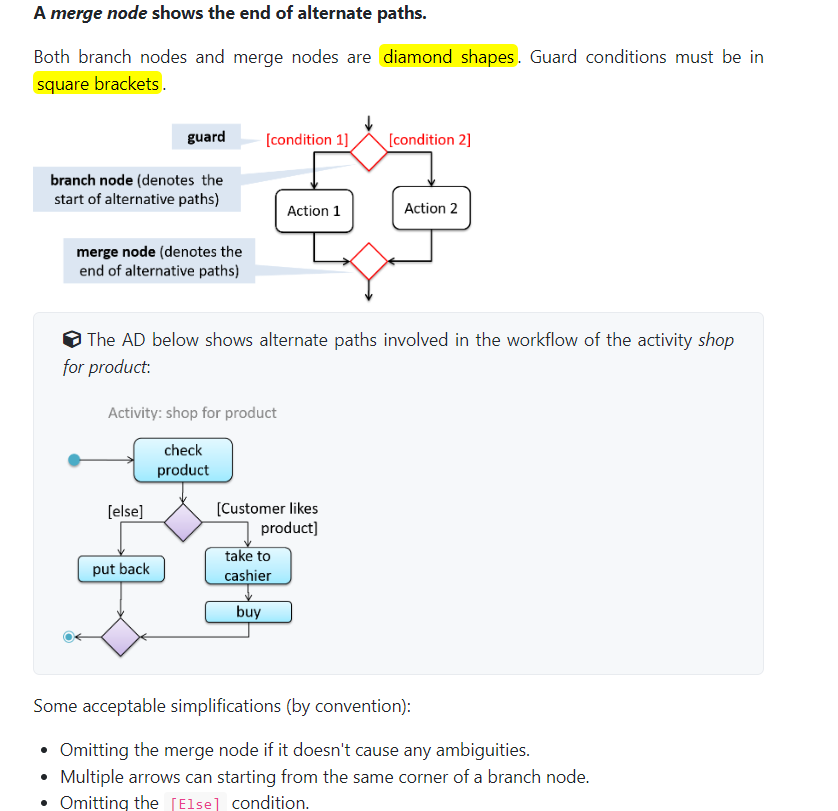 A merge node shows the end of alternate paths.
Both branch nodes and merge nodes are diamond shapes. Guard conditions must be in
square brackets.
guard
[condition 1]
[condition 2]
branch node (denotes the
start of alternative paths)
Action 1
Action 2
merge node (denotes the
end of alternative paths)
The AD below shows alternate paths involved in the workflow of the activity shop
for product:
Activity: shop for product
check
product
[else]
[Customer likes
product]
put back
take to
cashier
buy
Some acceptable simplifications (by convention):
• Omitting the merge node if it doesn't cause any ambiguities.
• Multiple arrows can starting from the same corner of a branch node.
• Omitting the [Else] condition.